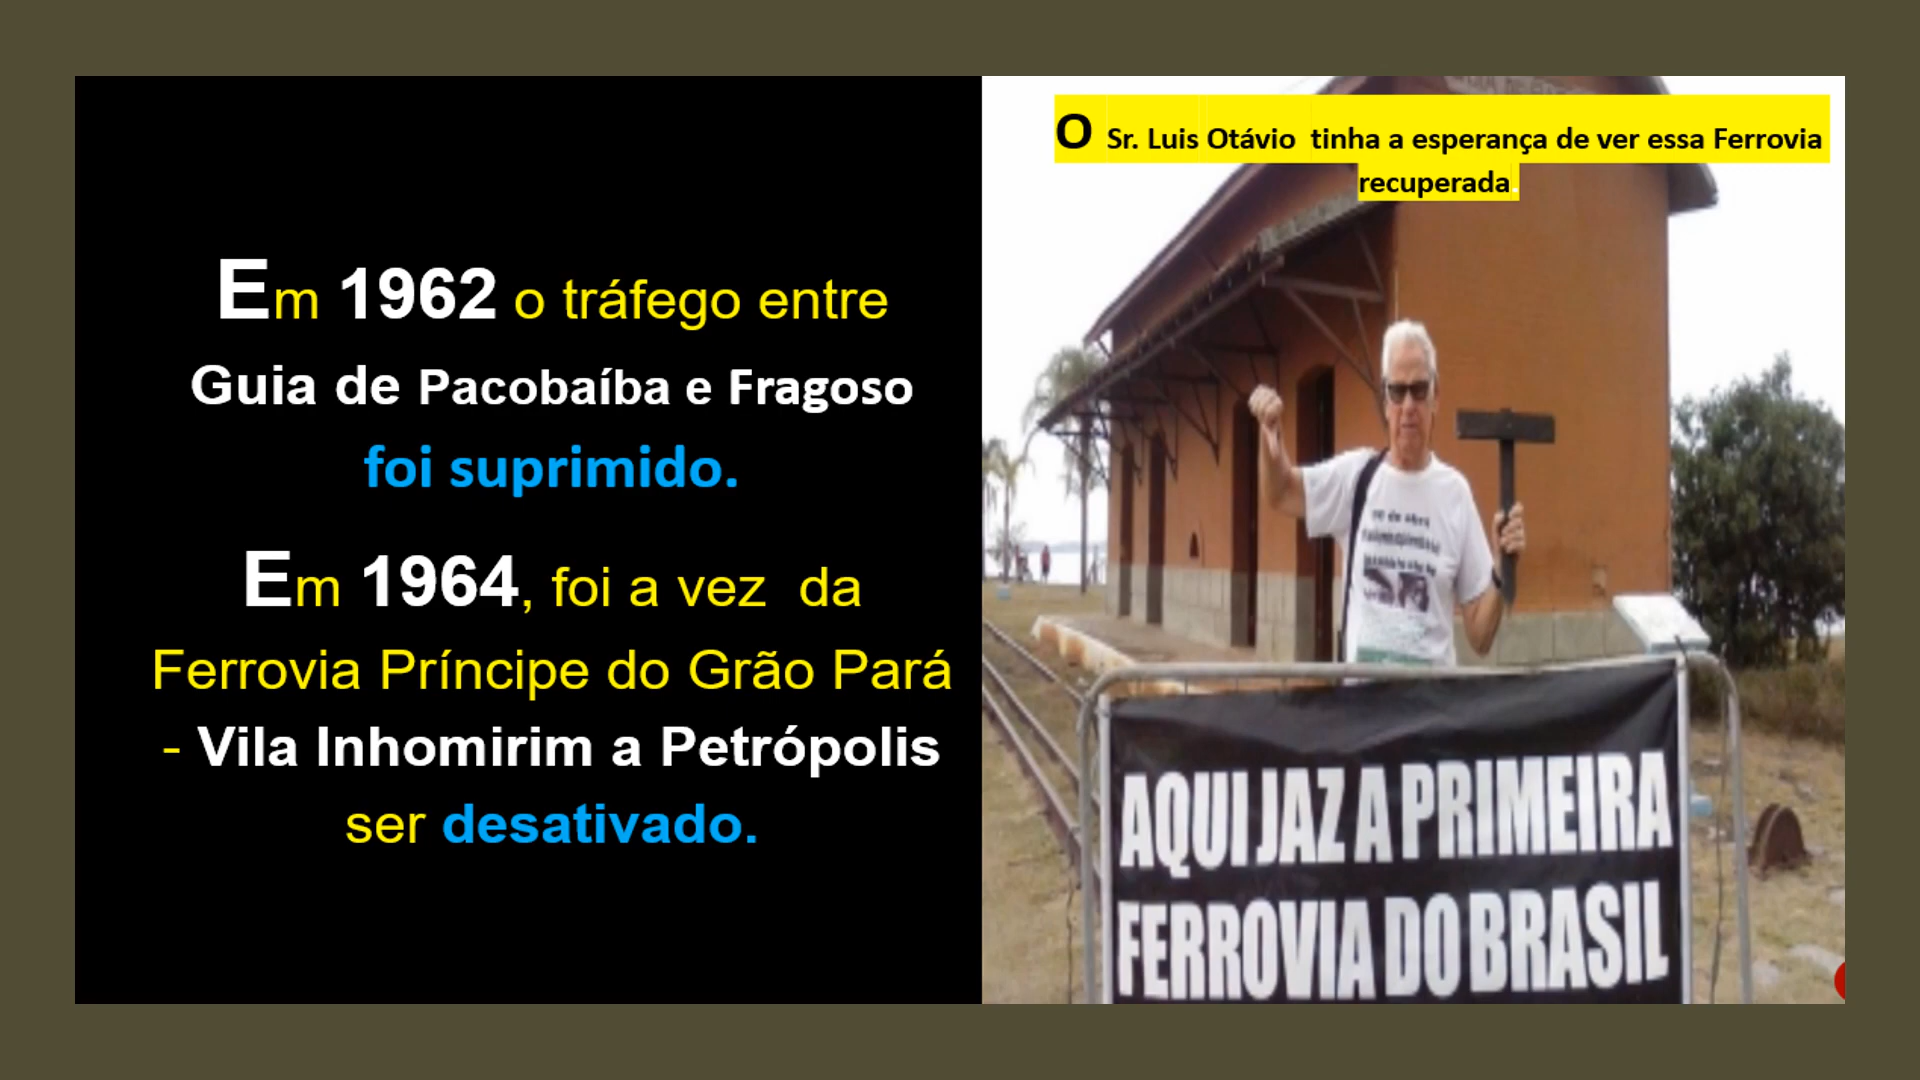 Em 1962 o tráfego entre
Guia de Pacobaíba e Fragoso
foi suprimido.
Em 1964, foi a vez da
Ferrovia Príncipe do Grão Pará
- Vila Inhomirim a Petrópolis
ser desativado.
O Sr. Luis Otávio tinha a esperança de ver essa Ferrovia
recuperada.
AQUI JAZ A PRIMEIRA
FERROVIA DO BRASIL